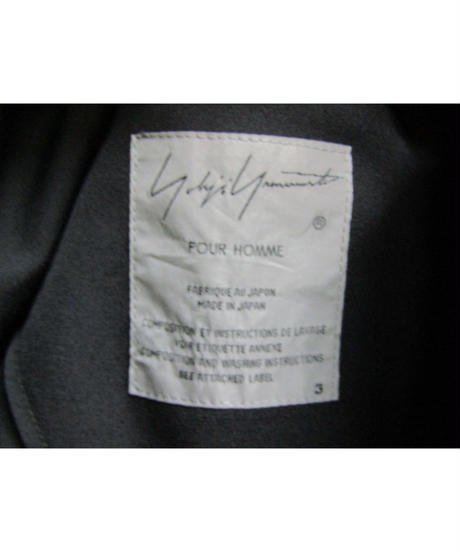 Yohji Yamamoto
®
POUR HOMME
FABRIQUE AU JAPON
MADE IN JAPAN
COMPOSITION ET INSTRUCTIONS DE LAVAGE
VOIR ETIQUETTE ANNEXE
COMPOSITION AND WASHING INSTRUCTIONS
SEE ATTACHED LABEL
3